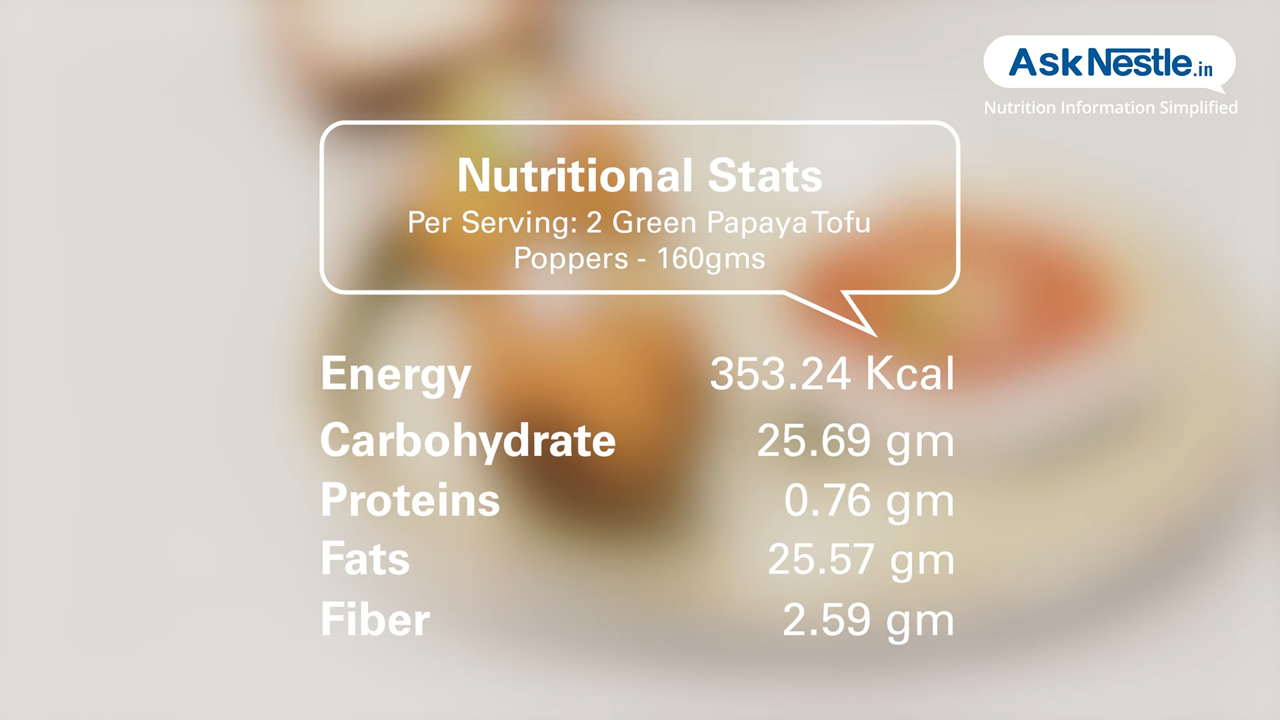 AskNestle.in
Nutrition Information Simplified
Nutritional Stats
Per Serving: 2 Green Papaya Tofu
Poppers - 160gms
Energy 353.24 Kcal
Carbohydrate 25.69 gm
Proteins 0.76 gm
Fats 25.57 gm
Fiber 2.59 gm